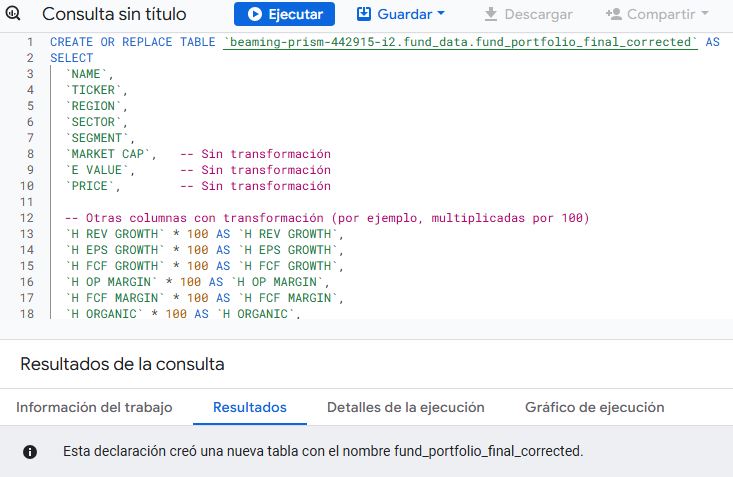 Consulta sin título Ejecutar Guardar Descargar Compartir
1 CREATE OR REPLACE TABLE `beaming-prism-442915-i2.fund_data.fund_portfolio_final_corrected` AS
2 SELECT
3 `NAME`,
4 `TICKER`,
5 `REGION`,
6 `SECTOR`,
7 `SEGMENT`,
8 `MARKET CAP`, -- Sin transformación
9 `E VALUE`, -- Sin transformación
10 `PRICE`, -- Sin transformación
11
12 -- Otras columnas con transformación (por ejemplo, multiplicadas por 100)
13 `H REV GROWTH` * 100 AS `H REV GROWTH`,
14 `H EPS GROWTH` * 100 AS `H EPS GROWTH`,
15 `H FCF GROWTH` * 100 AS `H FCF GROWTH`,
16 `H OP MARGIN` * 100 AS `H OP MARGIN`,
17 `H FCF MARGIN` * 100 AS `H FCF MARGIN`,
18 `H ORGANIC` * 100 AS `H ORGANIC`,
Resultados de la consulta
Información del trabajo Resultados Detalles de la ejecución Gráfico de ejecución
Esta declaración creó una nueva tabla con el nombre fund_portfolio_final_corrected.